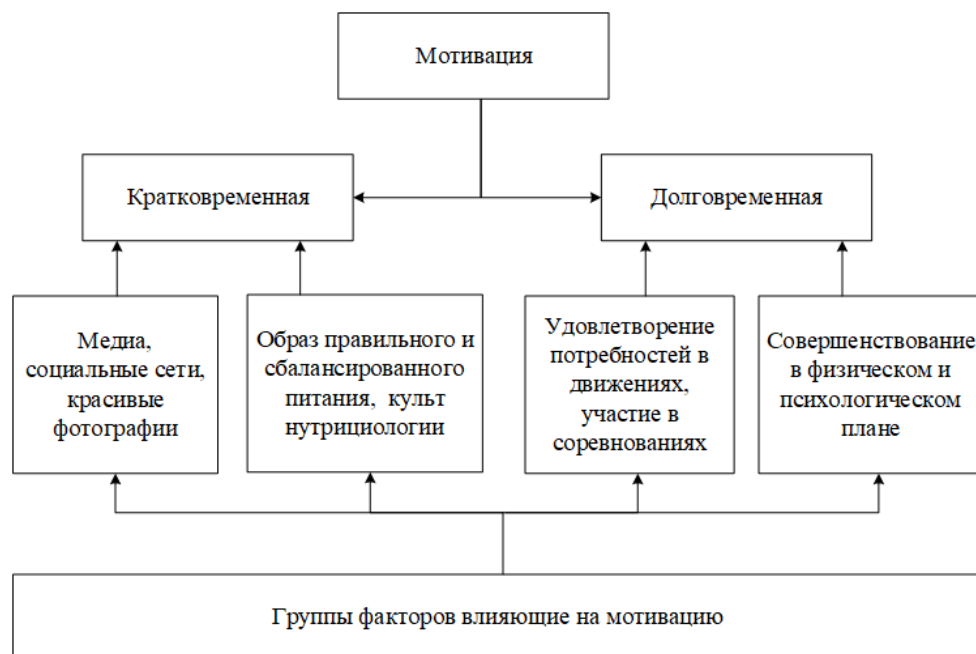 Мотивация
Кратковременная
Долговременная
Медиа,
социальные сети,
красивые
фотографии
Образ правильного и
сбалансированного
питания, культ
нутрициологии
Удовлетворение
потребностей в
движениях,
участие в
соревнованиях
Совершенствование
в физическом и
психологическом
плане
Группы факторов влияющие на мотивацию